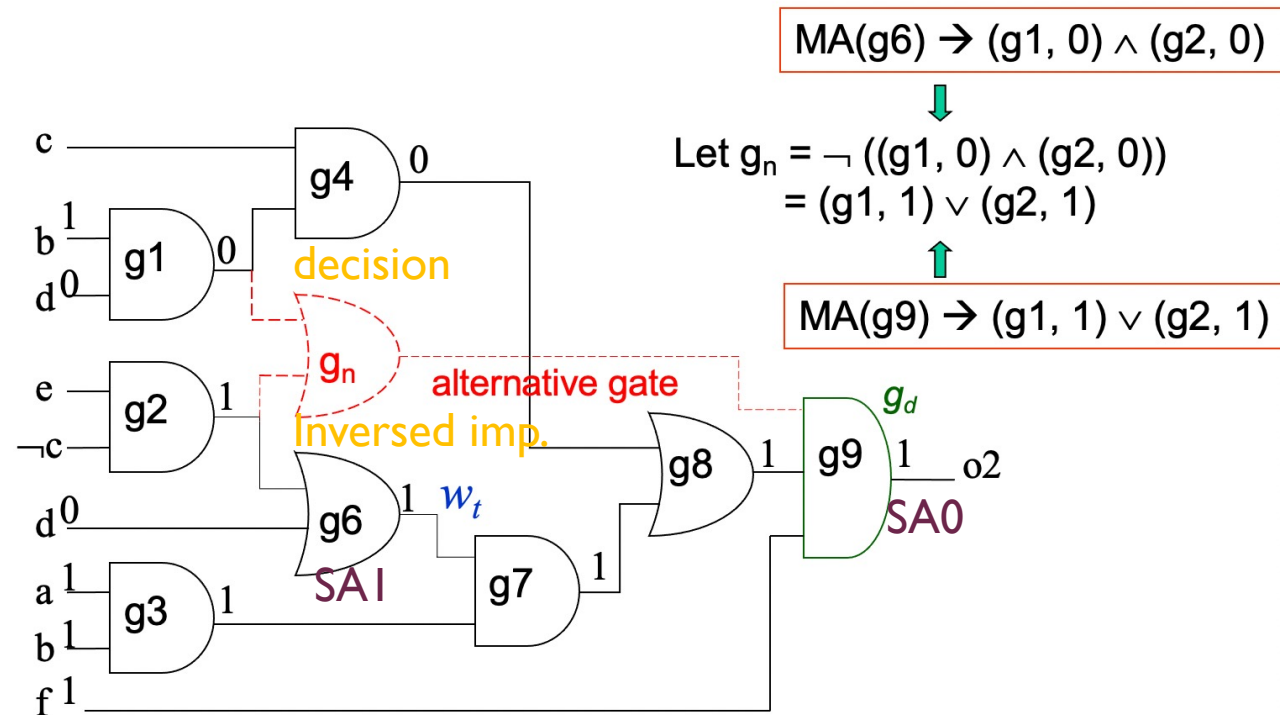 MA(g6) → (g1, 0) ∧ (g2, 0)
Let gn = ¬ ((g1, 0) ∧ (g2, 0))
= (g1, 1) ∨ (g2, 1)
MA(g9) → (g1, 1) ∨ (g2, 1)
c
g4
0
b
1
d
0
g1
0
decision
gn
alternative gate
Inversed imp.
e
¬c
g2
1
d
0
g6
1
wt
SA1
a
1
b
1
g3
1
g7
1
g8
1
gd
g9
1
o2
SA0
f
1